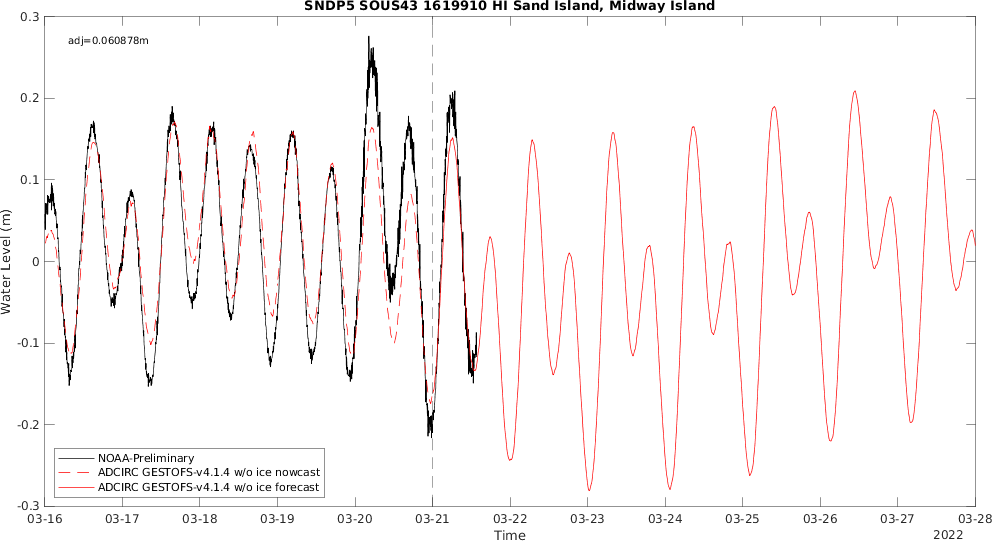 SNDP5 SOUS43 1619910 HI Sand Island, Midway Island
adj=0.060878m
0.3
0.2
0.1
0
-0.1
-0.2
-0.3
Water Level (m)
NOAA-Preliminary
ADCIRC GESTOFS-v4.1.4 w/o ice nowcast
ADCIRC GESTOFS-v4.1.4 w/o ice forecast
03-16 03-17 03-18 03-19 03-20 03-21 03-22 03-23 03-24 03-25 03-26 03-27 03-28
Time
2022